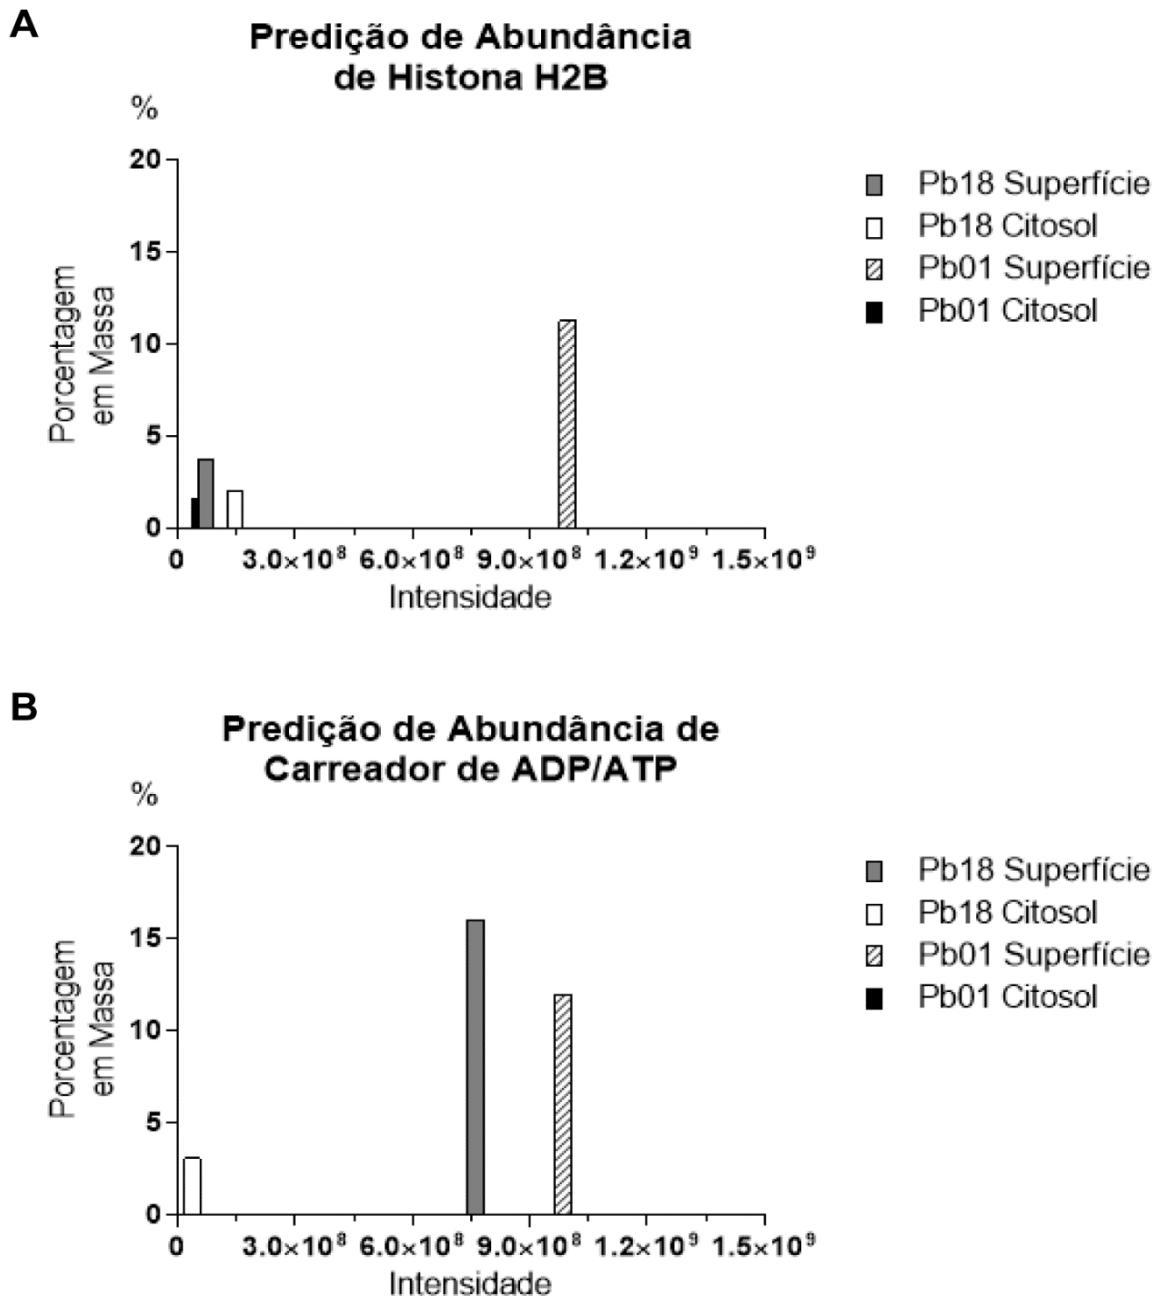 A
Predição de Abundância
de Histona H2B
%
20
15
10
5
0
Porcentagem
em Massa
0 3.0×10⁸ 6.0×10⁸ 9.0×10⁸ 1.2×10⁹ 1.5×10⁹
Intensidade
Pb18 Superfície
Pb18 Citosol
Pb01 Superfície
Pb01 Citosol
B
Predição de Abundância de
Carreador de ADP/ATP
%
20
15
10
5
0
Porcentagem
em Massa
0 3.0×10⁸ 6.0×10⁸ 9.0×10⁸ 1.2×10⁹ 1.5×10⁹
Intensidade
Pb18 Superfície
Pb18 Citosol
Pb01 Superfície
Pb01 Citosol